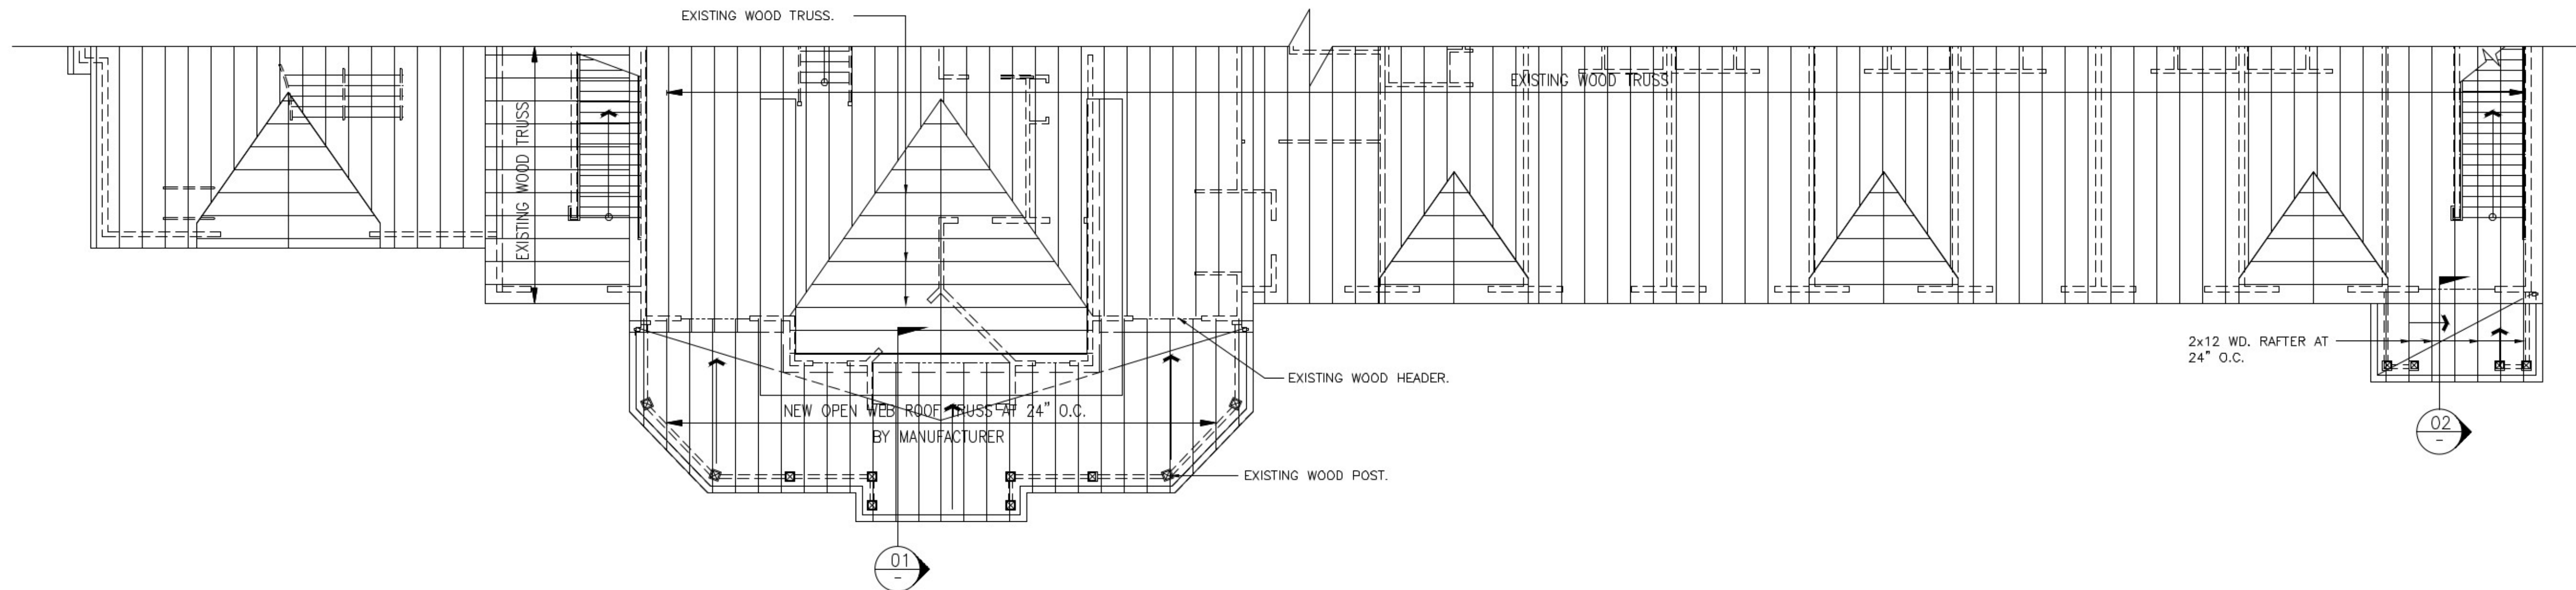 EXISTING WOOD TRUSS.
EXISTING WOOD TRUSS
EXISTING WOOD TRUSS
2x12 WD. RAFTER AT
24" O.C.
EXISTING WOOD HEADER.
NEW OPEN WEB ROOF TRUSS AT 24" O.C.
BY MANUFACTURER
EXISTING WOOD POST.
02
-
01
-